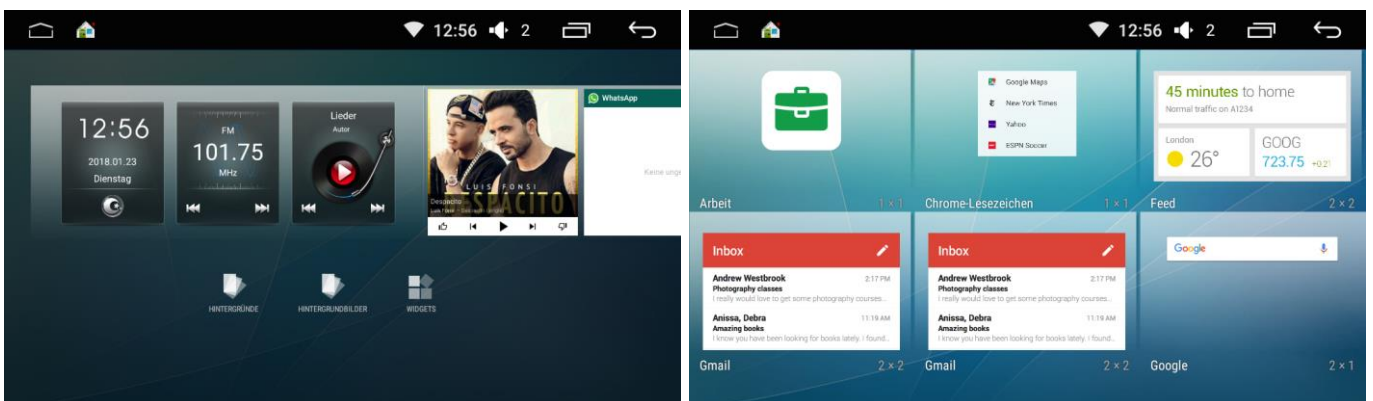 12:56 2
12:56
2018.01.23
Dienstag
FM
101.75
MHz
Lieder
Autor
LUIS FONSI
DESPACITO
Despacito
WhatsApp
Keine unge
HINTERGRÜNDE
HINTERGRUNDBILDER
WIDGETS
12:56 2
Arbeit 1 × 1
Google Maps
New York Times
Yahoo
ESPN Soccer
Chrome-Lesezeichen 1 × 1
45 minutes to home
Normal traffic on A1234
London
26°
GOOG
723.75 +0.2
Feed 2 × 2
Inbox
Andrew Westbrook 2:17 PM
Photography classes
I really would love to get some photography courses..
Anissa, Debra 11:19 AM
Amazing books
I know you have been looking for books lately. I found..
Gmail 2 × 2
Inbox
Andrew Westbrook 2:17 PM
Photography classes
I really would love to get some photography courses..
Anissa, Debra 11:19 AM
Amazing books
I know you have been looking for books lately. I found..
Gmail 2 × 2
Google
Google 2 × 1